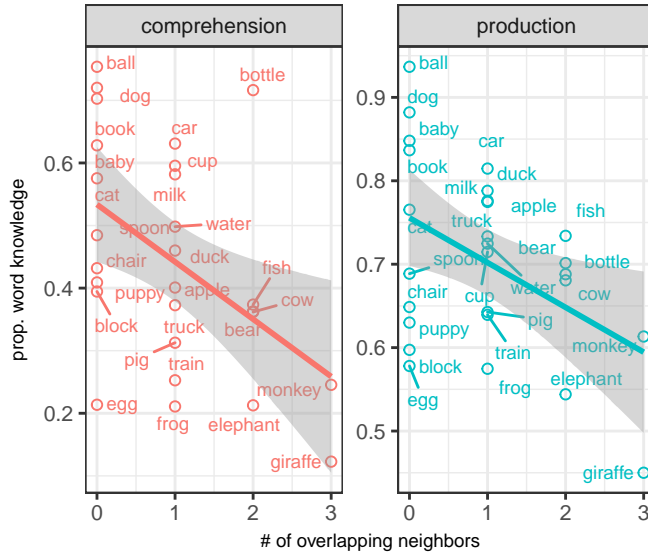 comprehension
production
ball
bottle
dog
book
car
cup
baby
milk
cat
spoon
water
duck
chair
fish
puppy
apple
cow
block
truck
bear
pig
train
monkey
egg
frog
elephant
giraffe
0.6
0.4
0.2
0
1
2
3
prop. word knowledge
ball
dog
baby
car
book
duck
milk
apple
fish
cat
truck
bear
spoon
bottle
chair
water
cow
cup
pig
puppy
monkey
train
block
elephant
egg
frog
giraffe
0.9
0.8
0.7
0.6
0.5
0
1
2
3
# of overlapping neighbors